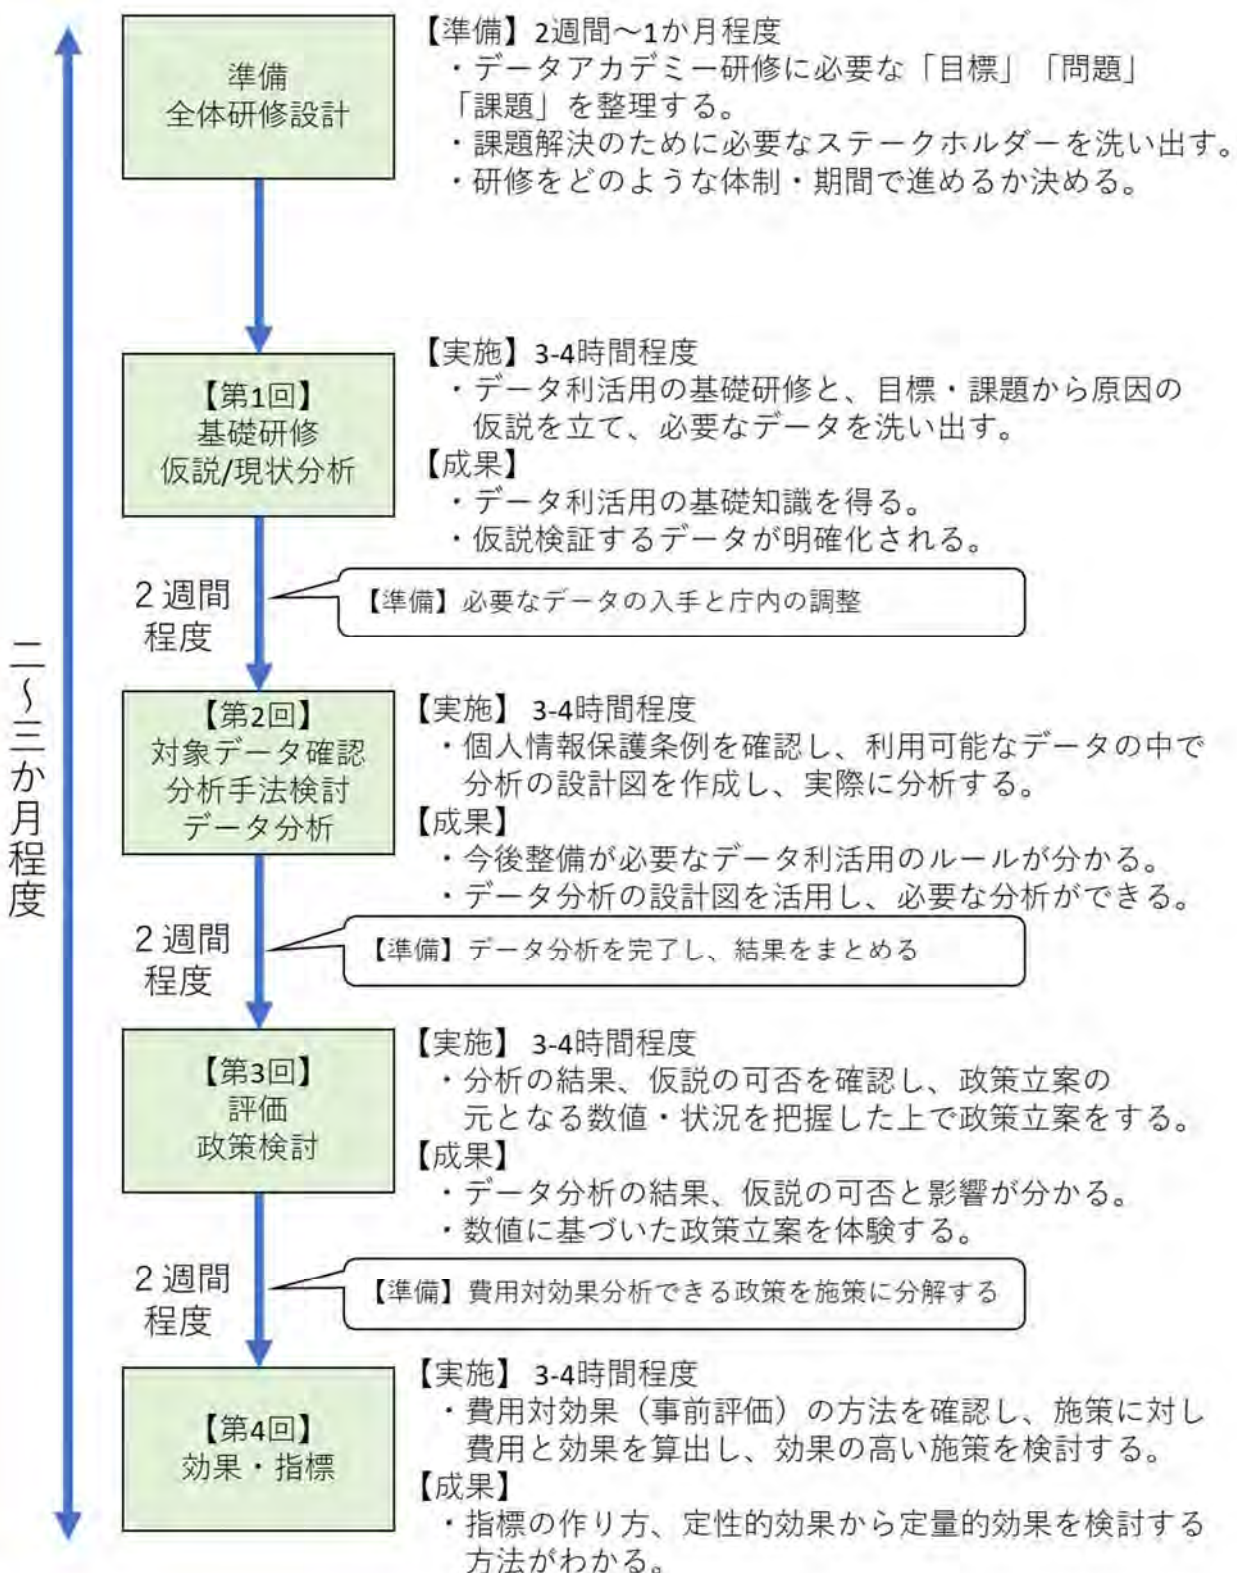 準備
全体研修設計
【準備】2週間～1か月程度
・データアカデミー研修に必要な「目標」「問題」
「課題」を整理する。
・課題解決のために必要なステークホルダーを洗い出す。
・研修をどのような体制・期間で進めるか決める。
【第1回】
基礎研修
仮説/現状分析
【実施】3-4時間程度
・データ利活用の基礎研修と、目標・課題から原因の
仮説を立て、必要なデータを洗い出す。
【成果】
・データ利活用の基礎知識を得る。
・仮説検証するデータが明確化される。
２週間
程度
【準備】必要なデータの入手と庁内の調整
二～三か月程度
【第2回】
対象データ確認
分析手法検討
データ分析
【実施】 3-4時間程度
・個人情報保護条例を確認し、利用可能なデータの中で
分析の設計図を作成し、実際に分析する。
【成果】
・今後整備が必要なデータ利活用のルールが分かる。
・データ分析の設計図を活用し、必要な分析ができる。
２週間
程度
【準備】データ分析を完了し、結果をまとめる
【第3回】
評価
政策検討
【実施】 3-4時間程度
・分析の結果、仮説の可否を確認し、政策立案の
元となる数値・状況を把握した上で政策立案をする。
【成果】
・データ分析の結果、仮説の可否と影響が分かる。
・数値に基づいた政策立案を体験する。
２週間
程度
【準備】費用対効果分析できる政策を施策に分解する
【第4回】
効果・指標
【実施】 3-4時間程度
・費用対効果（事前評価）の方法を確認し、施策に対し
費用と効果を算出し、効果の高い施策を検討する。
【成果】
・指標の作り方、定性的効果から定量的効果を検討する
方法がわかる。